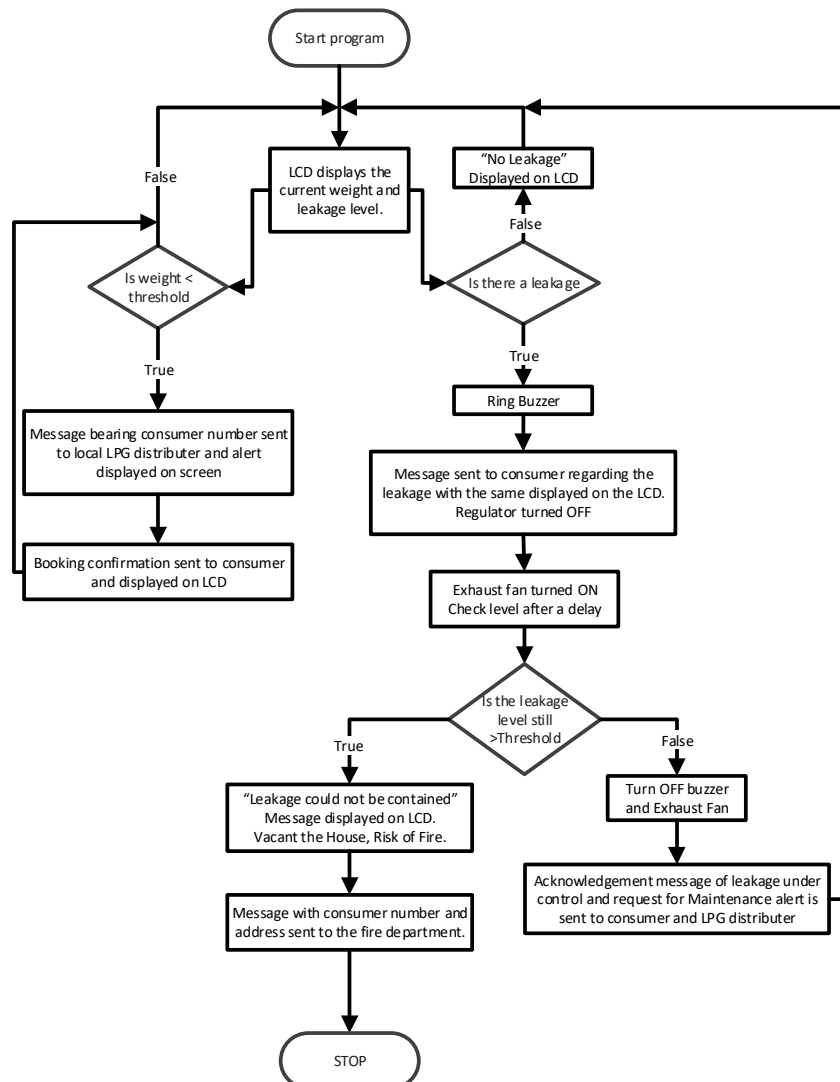 Start program
LCD displays the
current weight and
leakage level.
“No Leakage”
Displayed on LCD
False
False
Is weight <
threshold
Is there a leakage
True
True
Ring Buzzer
Message bearing consumer number sent
to local LPG distributer and alert
displayed on screen
Message sent to consumer regarding the
leakage with the same displayed on the LCD.
Regulator turned OFF
Booking confirmation sent to consumer
and displayed on LCD
Exhaust fan turned ON
Check level after a delay
Is the leakage
level still
>Threshold
True
False
“Leakage could not be contained”
Message displayed on LCD.
Vacant the House, Risk of Fire.
Turn OFF buzzer
and Exhaust Fan
Message with consumer number and
address sent to the fire department.
Acknowledgement message of leakage under
control and request for Maintenance alert is
sent to consumer and LPG distributer
STOP